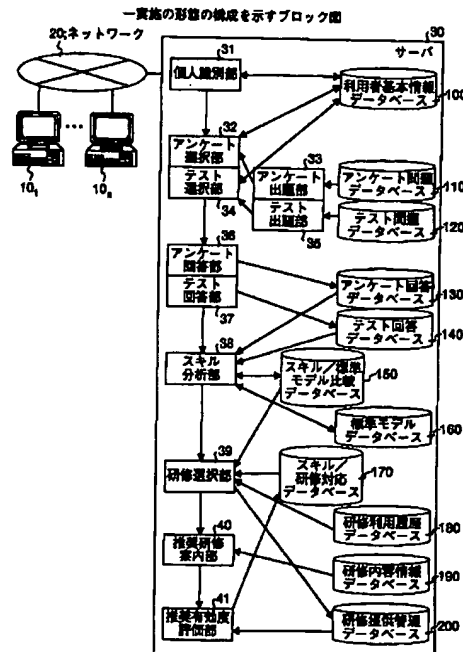 一実施の形態の構成を示すブロック図
20;ネットワーク
30
サーバ
31
個人識別部
利用者基本情報
データベース
100
32
アンケート
選択部
33
テスト
選択部
34
アンケート
出題部
テスト
出題部
35
アンケート問題
データベース
110
テスト問題
データベース
120
10₁
10ₙ
36
アンケート
回答部
テスト
回答部
37
アンケート回答
データベース
130
テスト回答
データベース
140
38
スキル
分析部
スキル/標準
モデル比較
データベース
150
標準モデル
データベース
160
39
研修選択部
スキル/
研修対応
データベース
170
研修利用履歴
データベース
180
40
推奨研修
案内部
研修内容情報
データベース
190
41
推奨有効度
評価部
研修提供管理
データベース
200